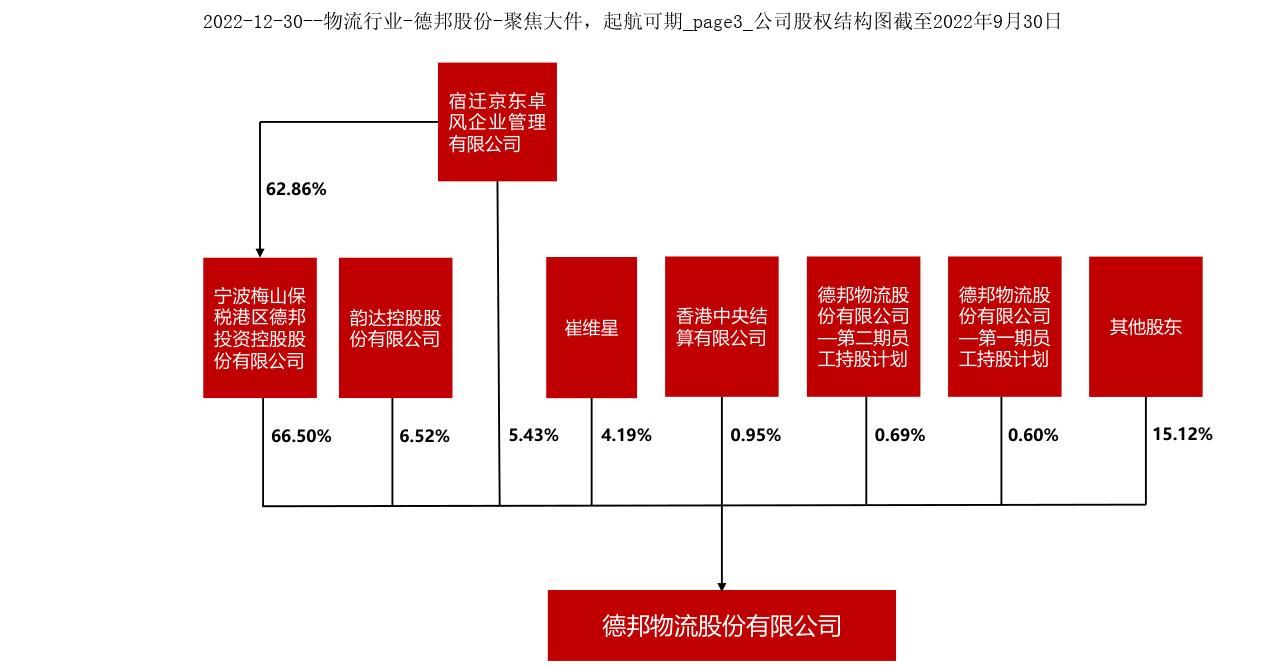 2022-12-30--物流行业-德邦股份-聚焦大件，起航可期_page3_公司股权结构图截至2022年9月30日
宿迁京东卓
风企业管理
有限公司
62.86%
宁波梅山保
税港区德邦
投资控股股
份有限公司
韵达控股股
份有限公司
崔维星
香港中央结
算有限公司
德邦物流股
份有限公司
—第二期员
工持股计划
德邦物流股
份有限公司
—第一期员
工持股计划
其他股东
66.50%
6.52%
5.43%
4.19%
0.95%
0.69%
0.60%
15.12%
德邦物流股份有限公司